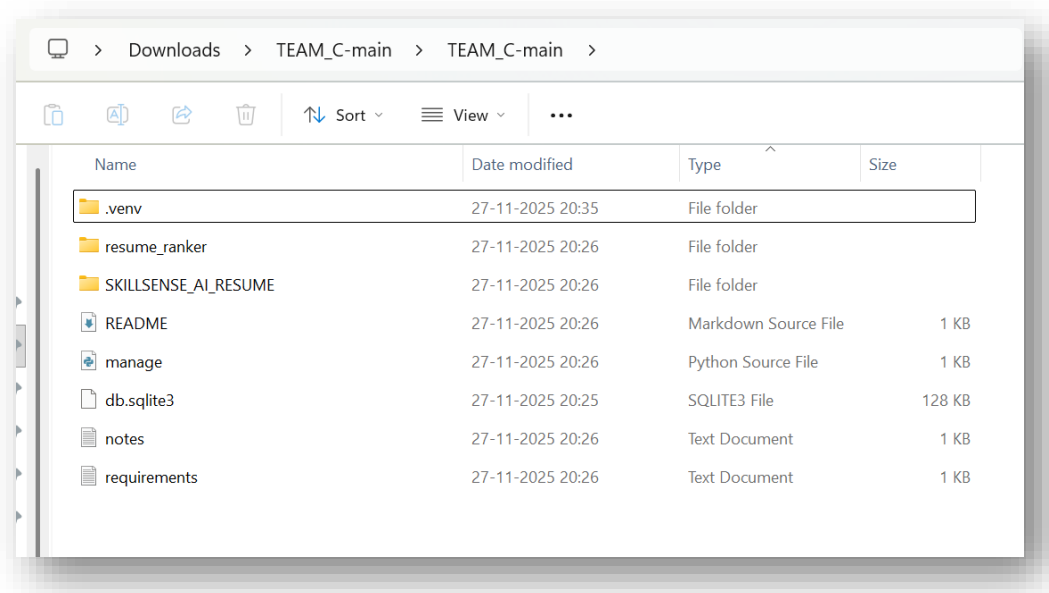 Downloads > TEAM_C-main > TEAM_C-main >
Sort View
Name Date modified Type Size
.venv 27-11-2025 20:35 File folder
resume_ranker 27-11-2025 20:26 File folder
SKILLSENSE_AI_RESUME 27-11-2025 20:26 File folder
README 27-11-2025 20:26 Markdown Source File 1 KB
manage 27-11-2025 20:26 Python Source File 1 KB
db.sqlite3 27-11-2025 20:25 SQLITE3 File 128 KB
notes 27-11-2025 20:26 Text Document 1 KB
requirements 27-11-2025 20:26 Text Document 1 KB